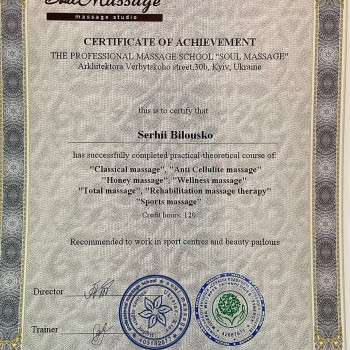 Soul Massage
massage studio
CERTIFICATE OF ACHIEVEMENT
THE PROFESSIONAL MASSAGE SCHOOL "SOUL MASSAGE"
Arkhitektora Verbytskoho street,30b, Kyiv, Ukraine
this is to certify that
Serhii Bilousko
has successfully completed practical-theoretical course of:
"Classical massage", "Anti Cellulite massage"
"Honey massage", "Wellness massage"
"Total massage", "Rehabilitation massage therapy"
"Sports massage"
Credit hours: 120
Recommended to work in sport centres and beauty parlours
Director
Trainer